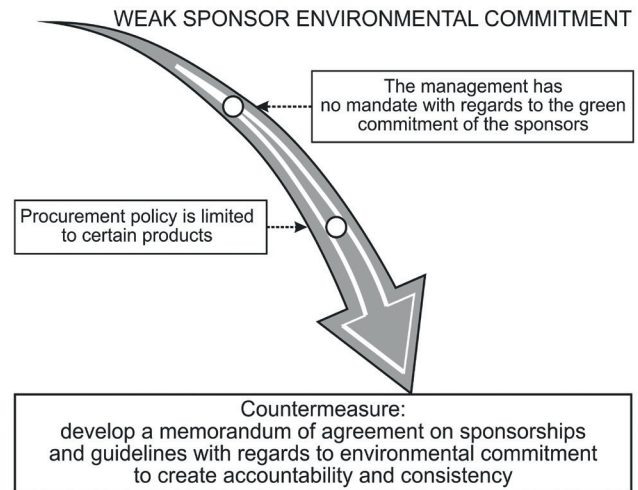 WEAK SPONSOR ENVIRONMENTAL COMMITMENT
The management has
no mandate with regards to the green
commitment of the sponsors
Procurement policy is limited
to certain products
Countermeasure:
develop a memorandum of agreement on sponsorships
and guidelines with regards to environmental commitment
to create accountability and consistency